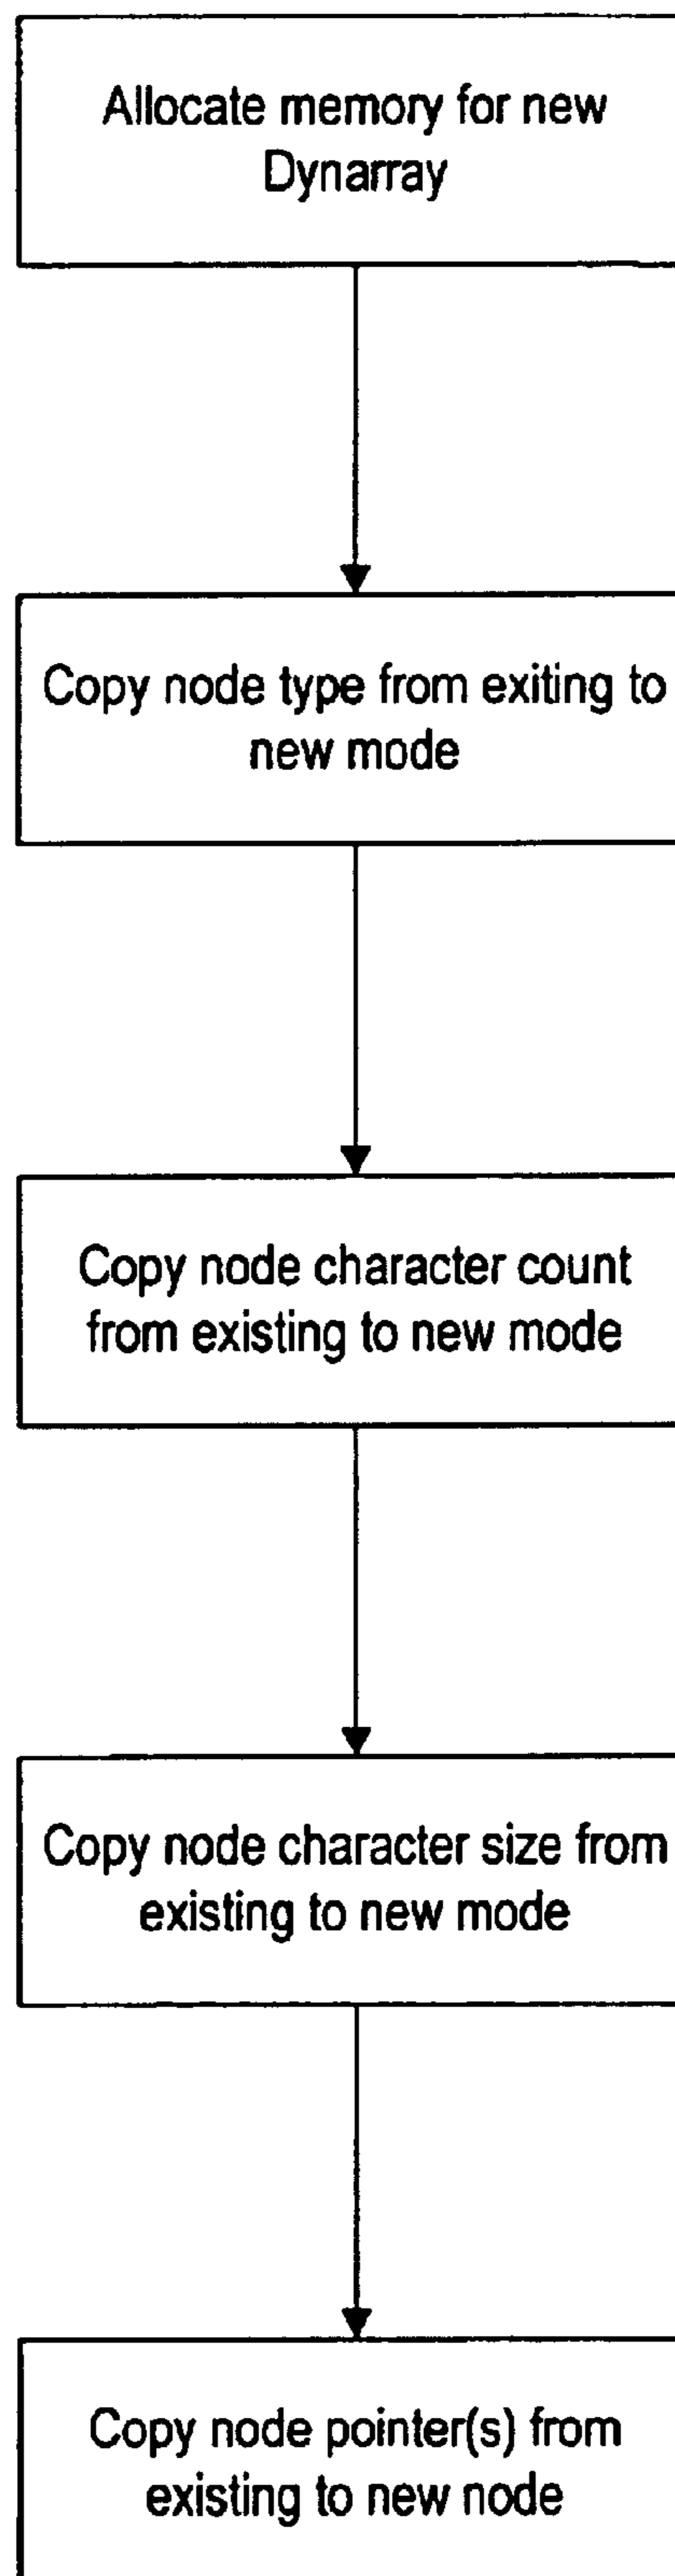 Allocate memory for new
Dynarray
Copy node type from exiting to
new mode
Copy node character count
from existing to new mode
Copy node character size from
existing to new mode
Copy node pointer(s) from
existing to new node